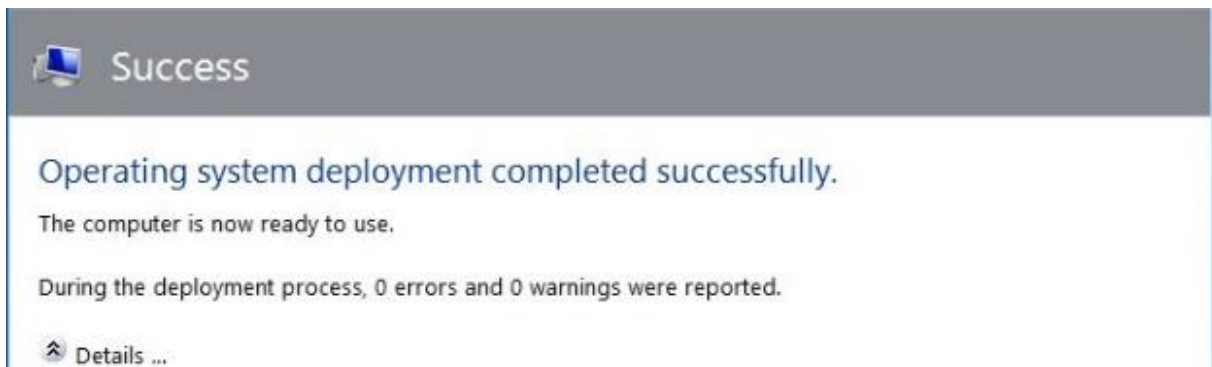 Success
Operating system deployment completed successfully.
The computer is now ready to use.
During the deployment process, 0 errors and 0 warnings were reported.
Details ...